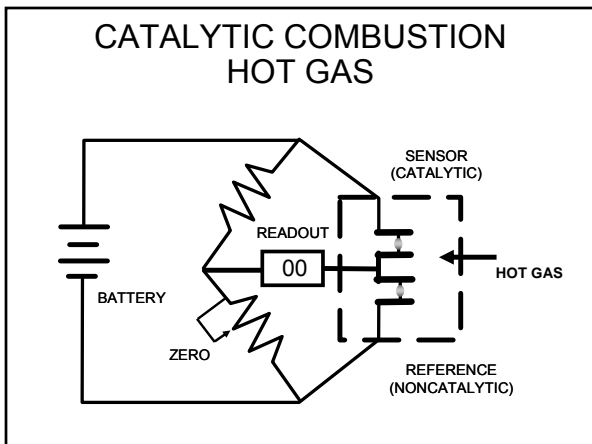 CATALYTIC COMBUSTION
HOT GAS
SENSOR
(CATALYTIC)
READOUT
00
HOT GAS
BATTERY
ZERO
REFERENCE
(NONCATALYTIC)